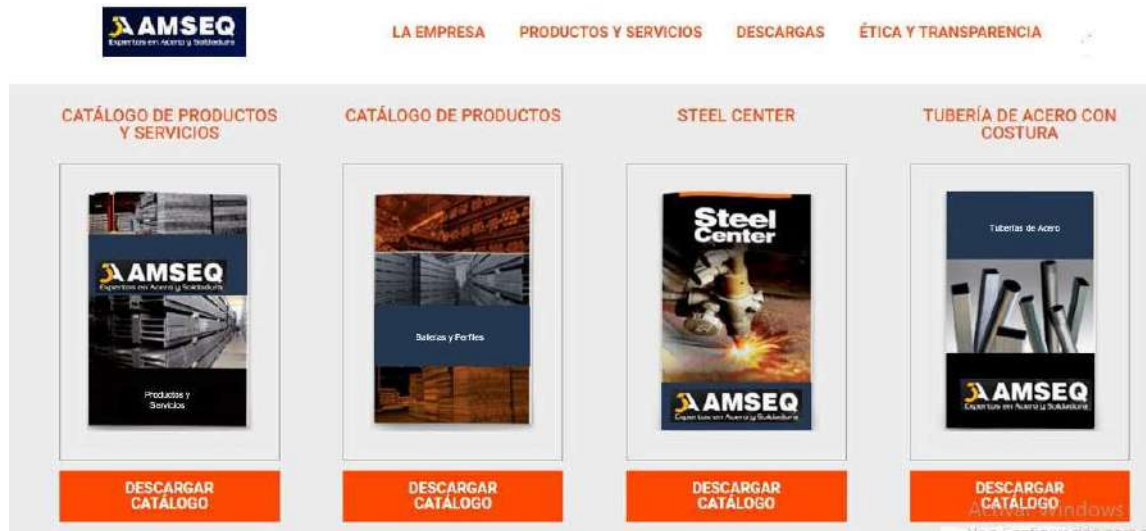 AMSEQ
Expertos en Acero y Soldadura
LA EMPRESA PRODUCTOS Y SERVICIOS DESCARGAS ÉTICA Y TRANSPARENCIA
CATÁLOGO DE PRODUCTOS
Y SERVICIOS
AMSEQ
Expertos en Acero y Soldadura
Productos y
Servicios
DESCARGAR
CATÁLOGO
CATÁLOGO DE PRODUCTOS
y Perfiles
DESCARGAR
CATÁLOGO
STEEL CENTER
Steel
Center
AMSEQ
Expertos en Acero y Soldadura
DESCARGAR
CATÁLOGO
TUBERÍA DE ACERO CON
COSTURA
Tuberías de Acero
AMSEQ
Expertos en Acero y Soldadura
DESCARGAR
CATÁLOGO
Activar Windows